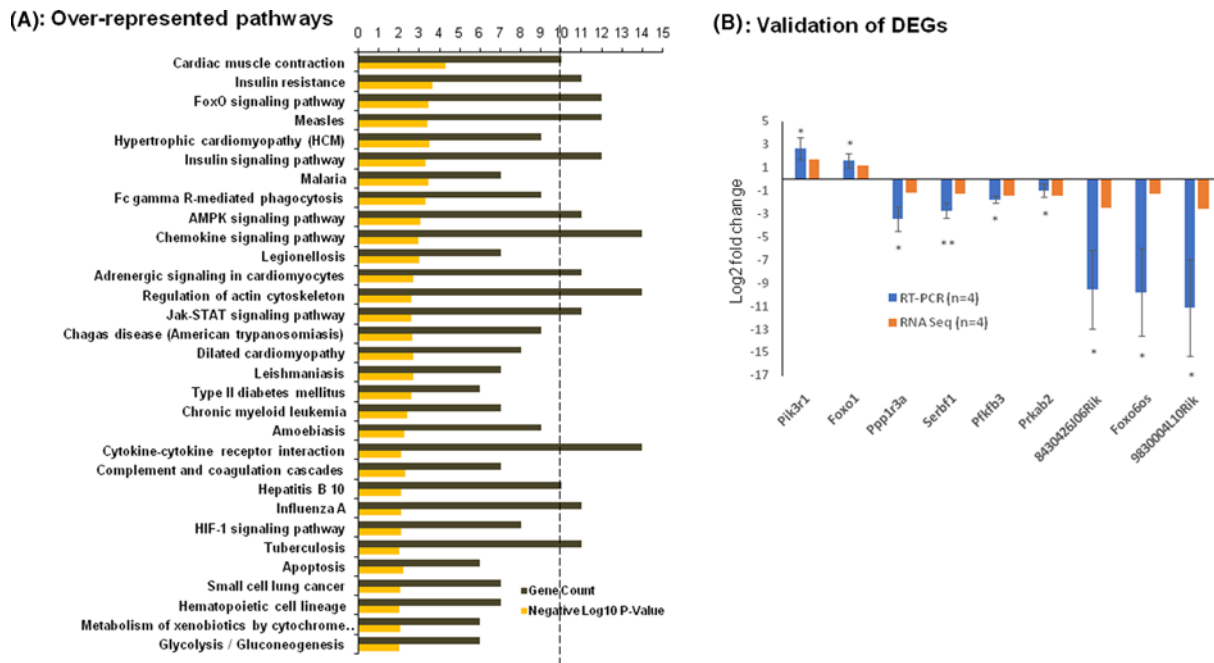 (A): Over-represented pathways
0 1 2 3 4 5 6 7 8 9 10 11 12 13 14 15
Cardiac muscle contraction
Insulin resistance
FoxO signaling pathway
Measles
Hypertrophic cardiomyopathy (HCM)
Insulin signaling pathway
Malaria
Fc gamma R-mediated phagocytosis
AMPK signaling pathway
Chemokine signaling pathway
Legionellosis
Adrenergic signaling in cardiomyocytes
Regulation of actin cytoskeleton
Jak-STAT signaling pathway
Chagas disease (American trypanosomiasis)
Dilated cardiomyopathy
Leishmaniasis
Type II diabetes mellitus
Chronic myeloid leukemia
Amoebiasis
Cytokine-cytokine receptor interaction
Complement and coagulation cascades
Hepatitis B 10
Influenza A
HIF-1 signaling pathway
Tuberculosis
Apoptosis
Small cell lung cancer
Hematopoietic cell lineage
Metabolism of xenobiotics by cytochrome..
Glycolysis / Gluconeogenesis
Gene Count
Negative Log10 P-Value
(B): Validation of DEGs
Log2 fold change
5
3
1
-1
-3
-5
-7
-9
-11
-13
-15
-17
*
*
*
**
*
*
*
*
*
RT-PCR (n=4)
RNA Seq (n=4)
Pik3r1
Foxo1
Ppp1r3a
Serbf1
Pfkfb3
Prkab2
8430426J06Rik
Foxo6os
9830004L10Rik